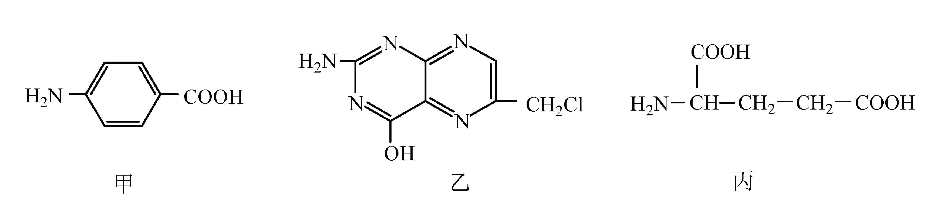 H₂N
COOH
甲
H₂N
N
N
N
N
CH₂Cl
OH
乙
COOH
H₂N—CH—CH₂—CH₂—COOH
丙